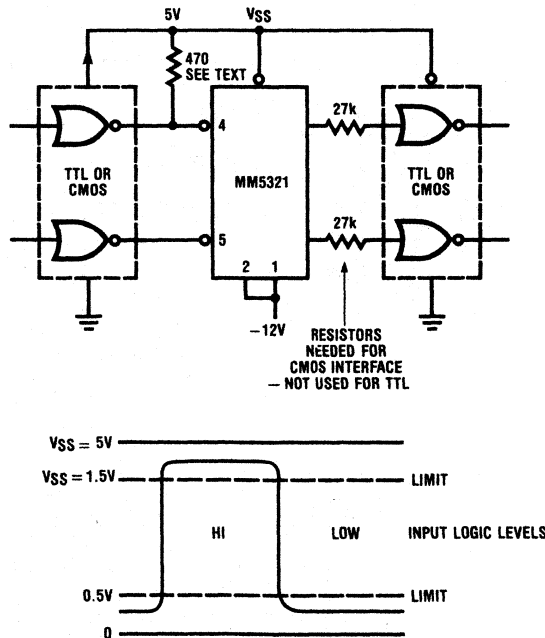 5V
VSS
470
SEE TEXT
27k
4
TTL OR
CMOS
MM5321
TTL OR
CMOS
27k
5
2 1
−12V
RESISTORS
NEEDED FOR
CMOS INTERFACE
— NOT USED FOR TTL
VSS = 5V
VSS = 1.5V
LIMIT
HI
LOW
INPUT LOGIC LEVELS
0.5V
LIMIT
0